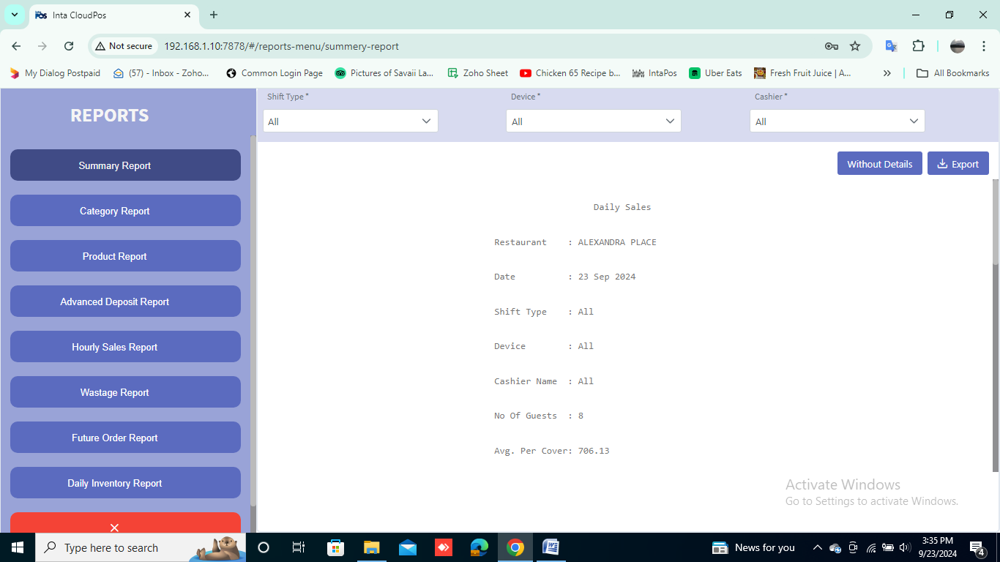 Inta CloudPos
Not secure
192.168.1.10:7878/#/reports-menu/summery-report
My Dialog Postpaid
(57) - Inbox - Zoho...
Common Login Page
Pictures of Savaii La...
Zoho Sheet
Chicken 65 Recipe b...
IntaPos
Uber Eats
Fresh Fruit Juice | A...
All Bookmarks
REPORTS
Summary Report
Category Report
Product Report
Advanced Deposit Report
Hourly Sales Report
Wastage Report
Future Order Report
Daily Inventory Report
Shift Type * Device * Cashier *
All All All
Without Details Export
Daily Sales
Restaurant : ALEXANDRA PLACE
Date : 23 Sep 2024
Shift Type : All
Device : All
Cashier Name : All
No Of Guests : 8
Avg. Per Cover: 706.13
Activate Windows
Go to Settings to activate Windows.
Type here to search
News for you
3:35 PM
9/23/2024
4